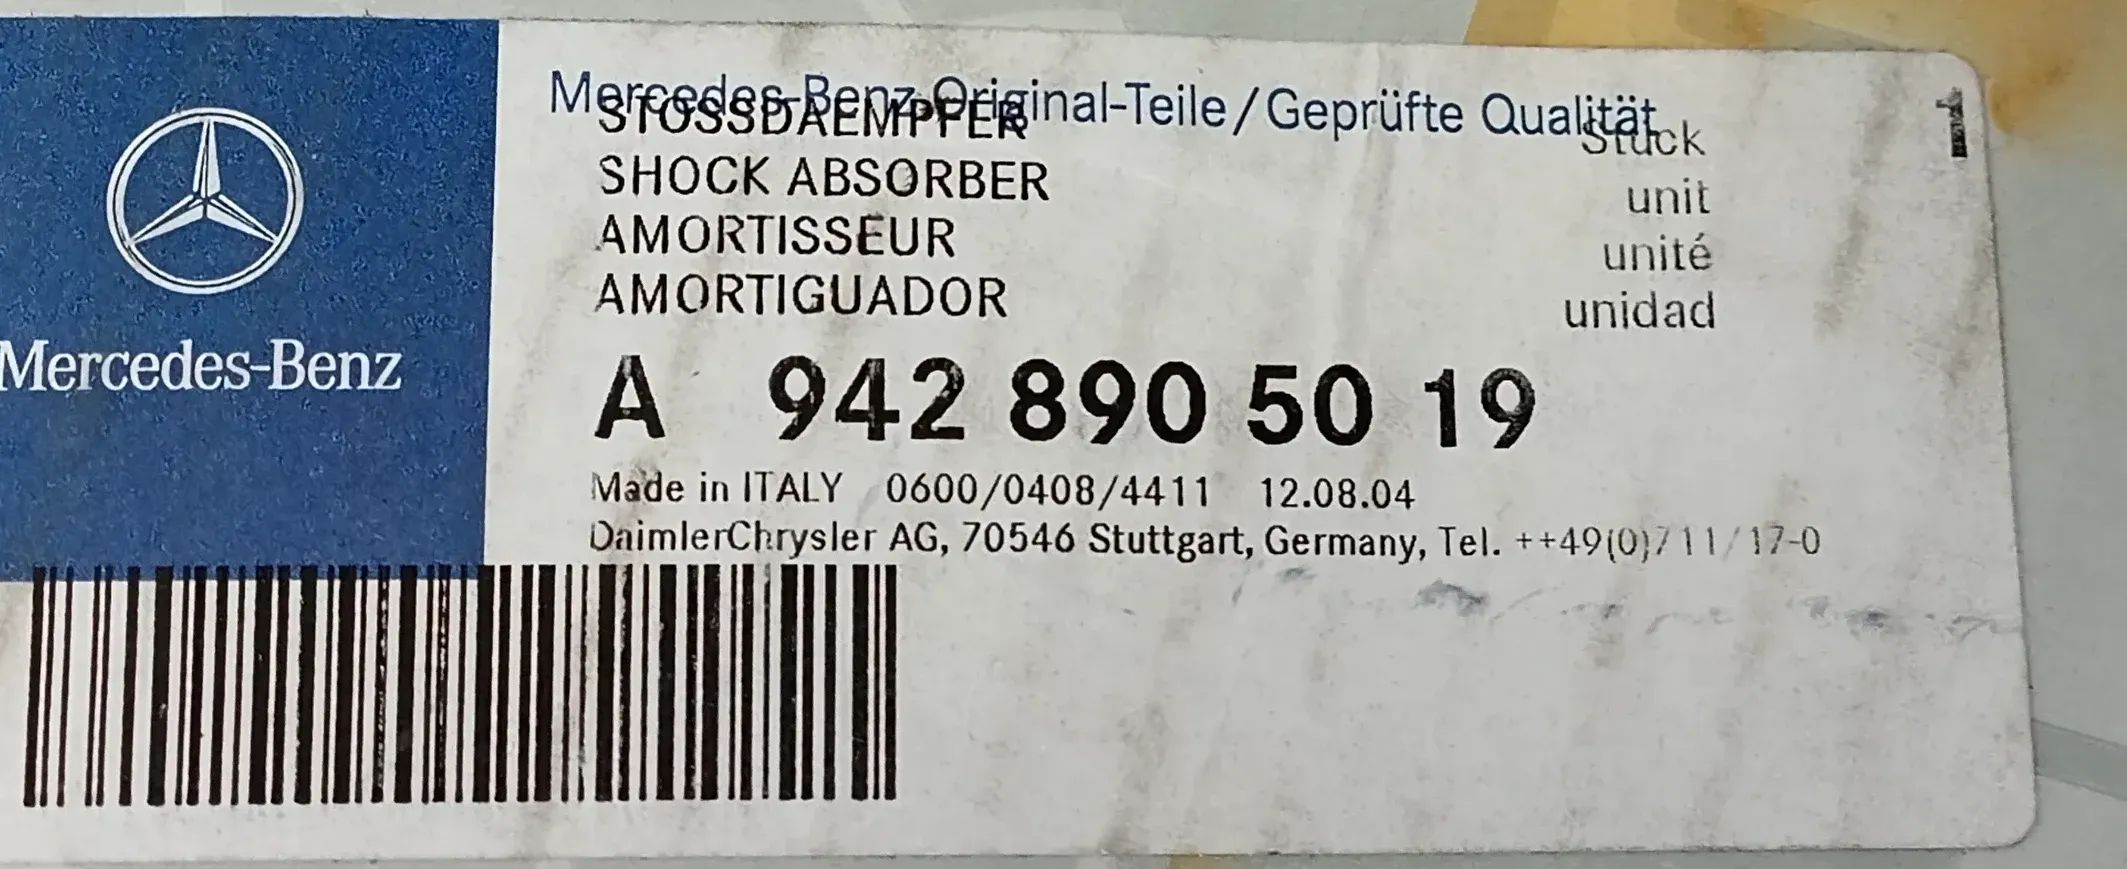 Mercedes-Benz
Mercedes-Benz Original-Teile/Geprüfte Qualität
STOSSDAEMPFER
Stück 1
SHOCK ABSORBER unit
AMORTISSEUR unité
AMORTIGUADOR unidad
A 942 890 50 19
Made in ITALY 0600/0408/4411 12.08.04
DaimlerChrysler AG, 70546 Stuttgart, Germany, Tel. ++49(0)711/17-0